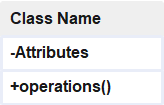 Class Name
-Attributes
+operations()